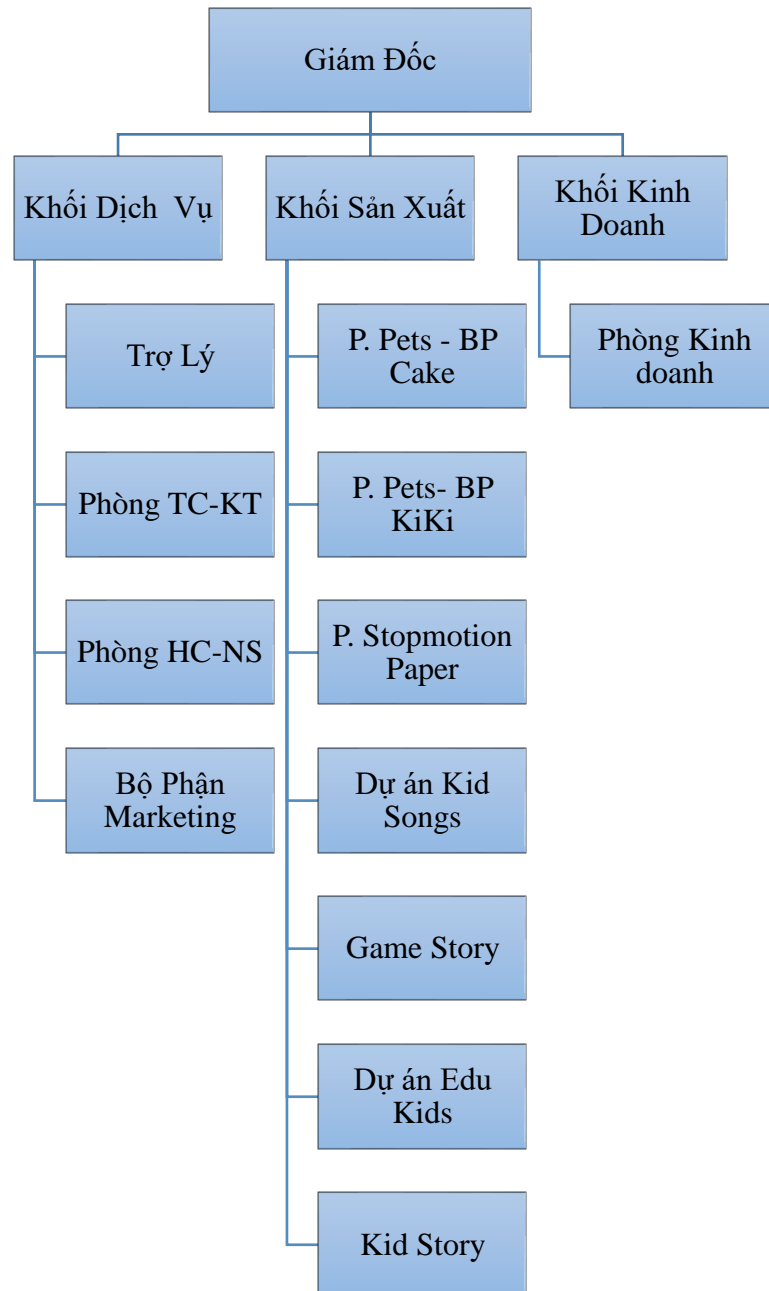 Giám Đốc
Khối Dịch  Vụ
Khối Sản Xuất
Khối Kinh
Doanh
Trợ Lý
Phòng TC-KT
Phòng HC-NS
Bộ Phận
Marketing
P. Pets - BP
Cake
P. Pets- BP
KiKi
P. Stopmotion
Paper
Dự án Kid
Songs
Game Story
Dự án Edu
Kids
Kid Story
Phòng Kinh
doanh